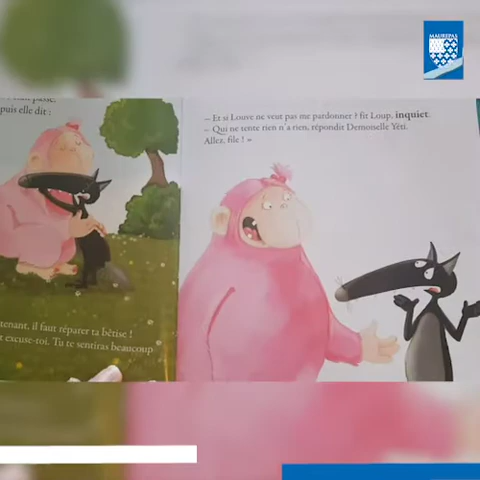 MAUREPAS
puis elle dit :
– Et si Louve ne veut pas me pardonner ? fit Loup, inquiet.
– Qui ne tente rien n'a rien, répondit Demoiselle Yéti.
Allez, file ! »
tenant, il faut réparer ta bêtise !
t excuse-toi. Tu te sentiras beaucoup